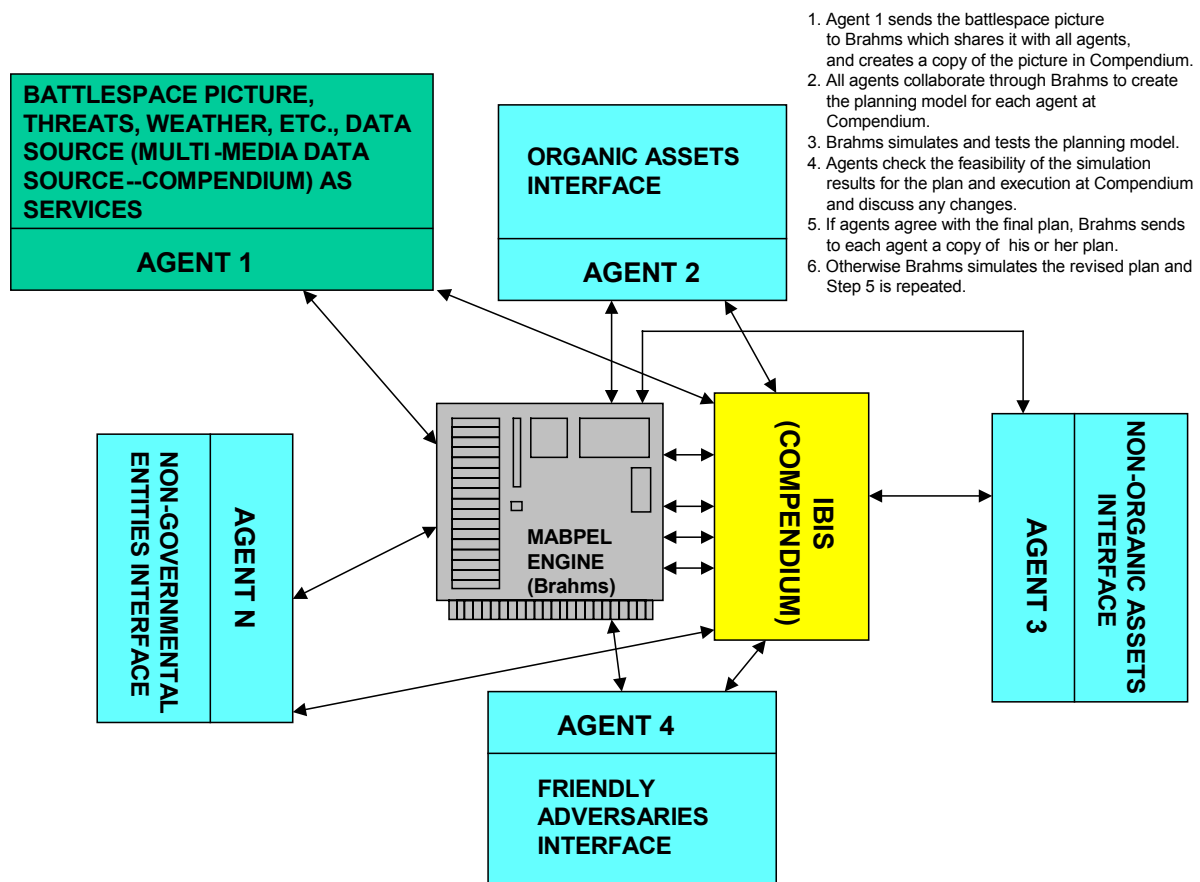 1. Agent 1 sends the battlespace picture
to Brahms which shares it with all agents,
and creates a copy of the picture in Compendium.
2. All agents collaborate through Brahms to create
the planning model for each agent at
Compendium.
3. Brahms simulates and tests the planning model.
4. Agents check the feasibility of the simulation
results for the plan and execution at Compendium
and discuss any changes.
5. If agents agree with the final plan, Brahms sends
to each agent a copy of his or her plan.
6. Otherwise Brahms simulates the revised plan and
Step 5 is repeated.
BATTLESPACE PICTURE,
THREATS, WEATHER, ETC., DATA
SOURCE (MULTI-MEDIA DATA
SOURCE--COMPENDIUM) AS
SERVICES
AGENT 1
ORGANIC ASSETS
INTERFACE
AGENT 2
NON-GOVERNMENTAL
ENTITIES INTERFACE
AGENT N
MABPEL
ENGINE
(Brahms)
IBIS
(COMPENDIUM)
AGENT 3
NON-ORGANIC ASSETS
INTERFACE
AGENT 4
FRIENDLY
ADVERSARIES
INTERFACE